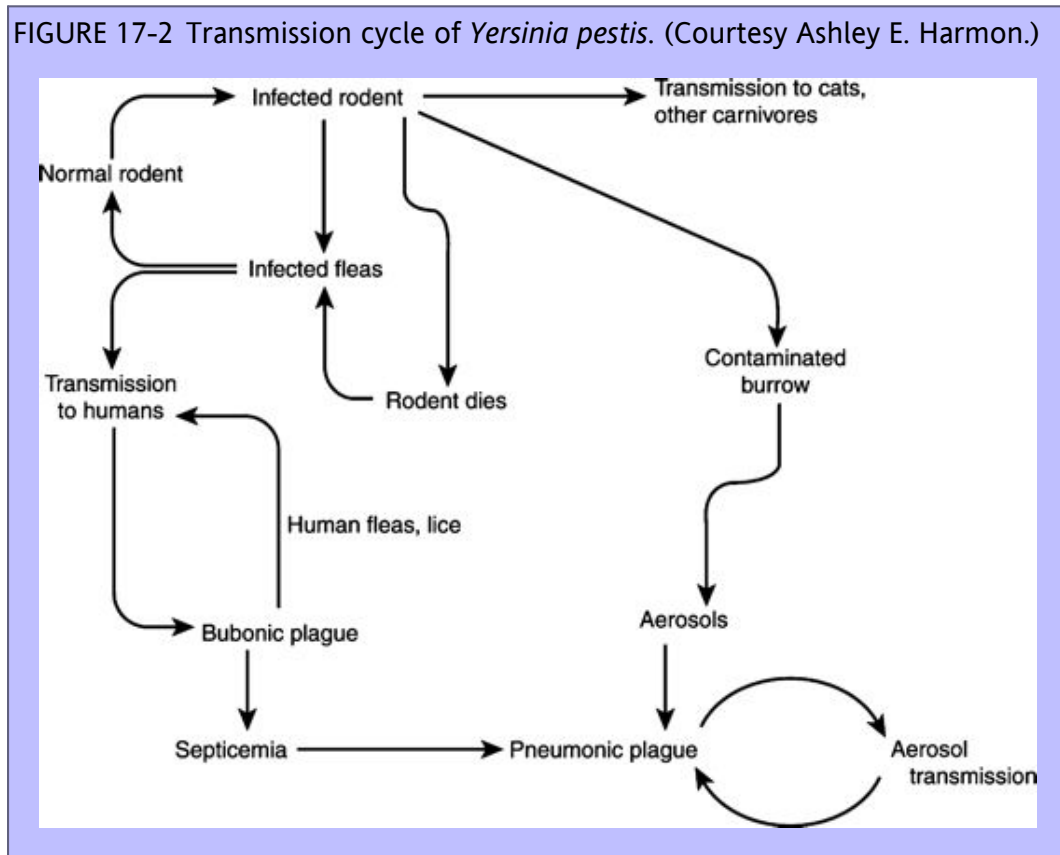 FIGURE 17-2 Transmission cycle of Yersinia pestis. (Courtesy Ashley E. Harmon.)
Infected rodent
Transmission to cats,
other carnivores
Normal rodent
Infected fleas
Contaminated
burrow
Transmission
to humans
Rodent dies
Human fleas, lice
Aerosols
Bubonic plague
Septicemia
Pneumonic plague
Aerosol
transmission